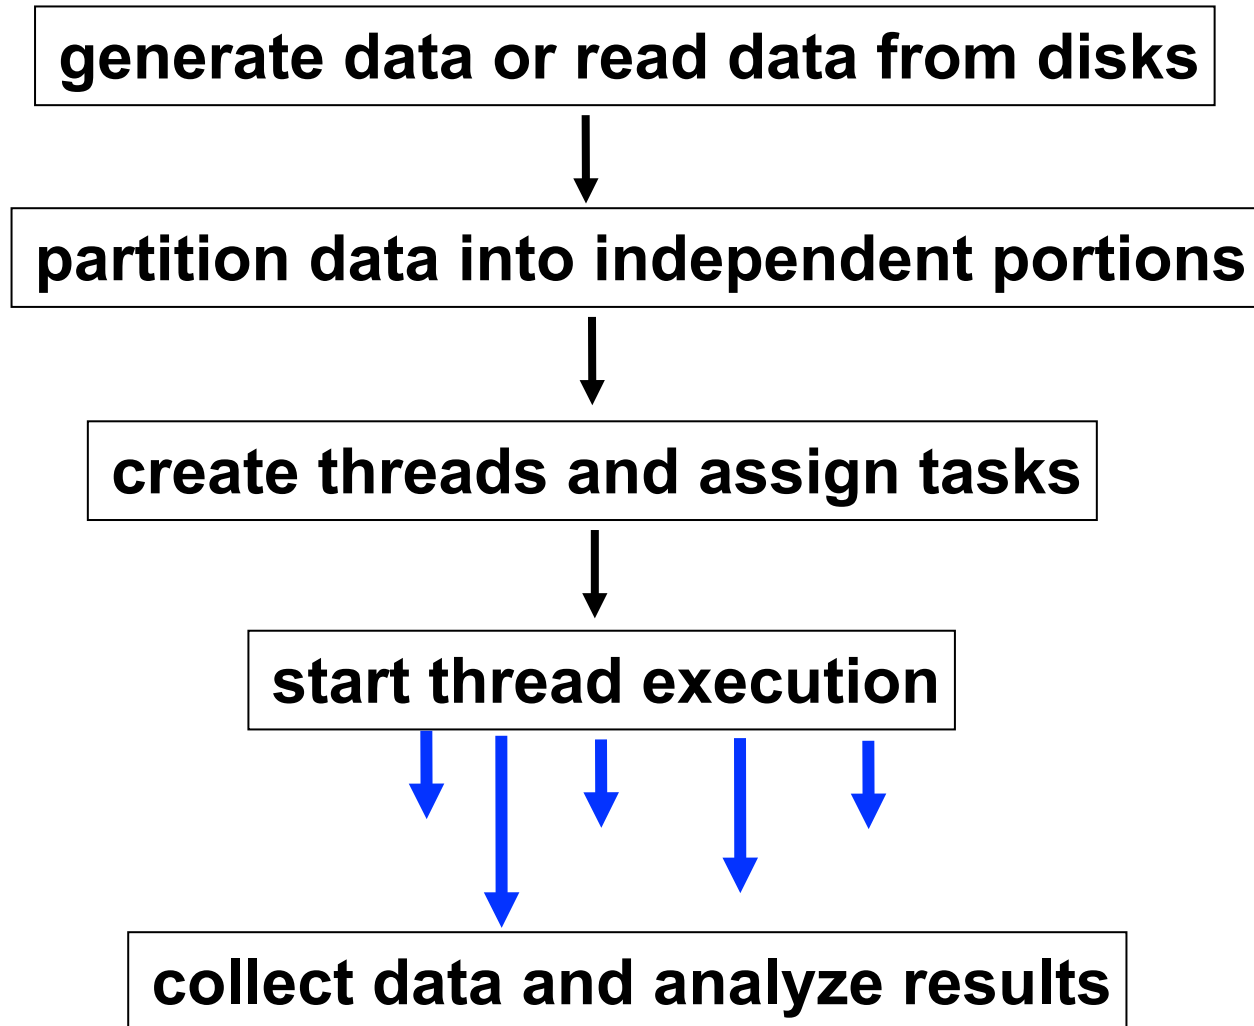 generate data or read data from disks
partition data into independent portions
create threads and assign tasks
start thread execution
collect data and analyze results